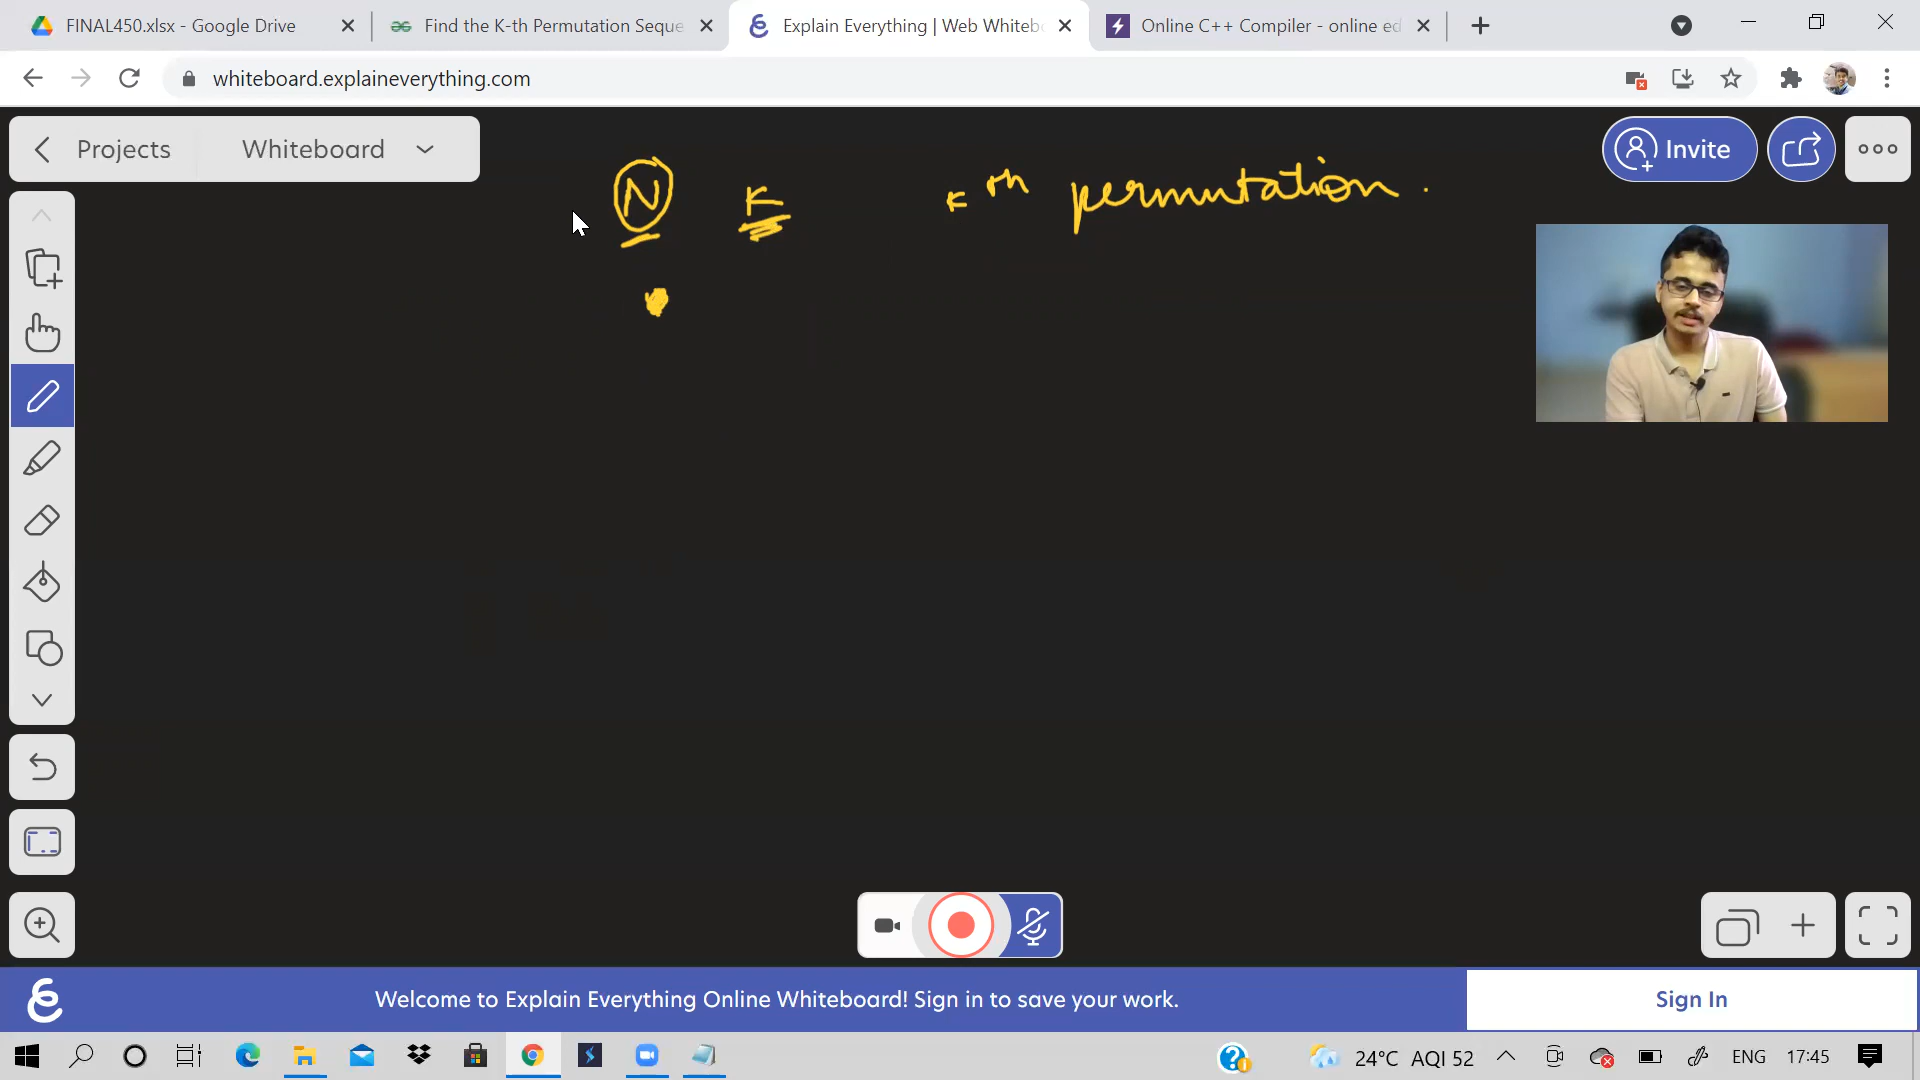 FINAL450.xlsx - Google Drive
Find the K-th Permutation Seque
Explain Everything | Web Whitebo
Online C++ Compiler - online ed
whiteboard.explaineverything.com
Projects
Whiteboard
Invite
N K Kth permutation.
Welcome to Explain Everything Online Whiteboard! Sign in to save your work.
Sign In
24°C AQI 52
ENG
17:45